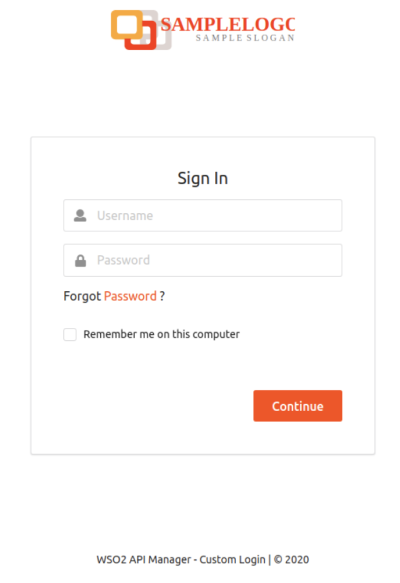 SAMPLELOGO
SAMPLE SLOGAN
Sign In
Username
Password
Forgot Password ?
Remember me on this computer
Continue
WSO2 API Manager - Custom Login | © 2020